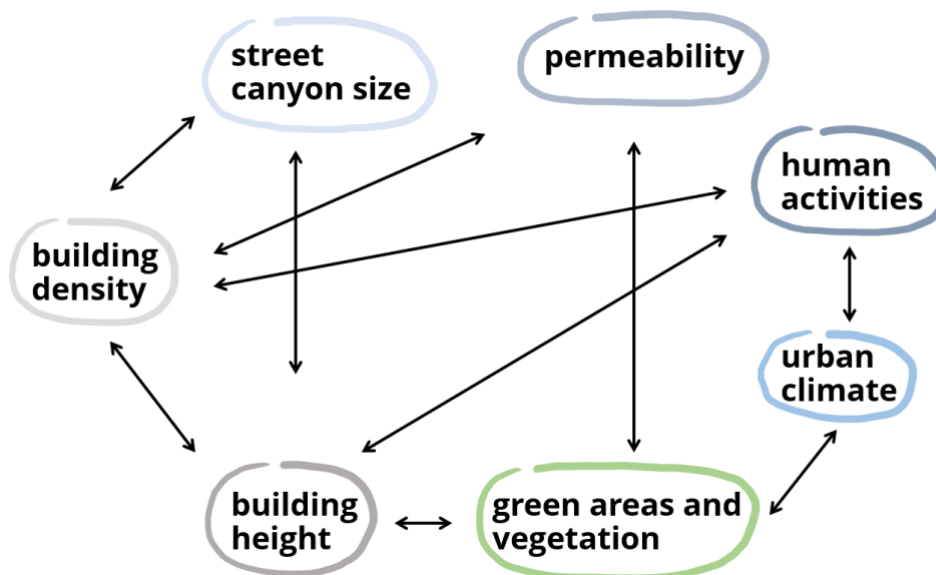 street
canyon size
permeability
human
activities
building
density
urban
climate
building
height
green areas and
vegetation